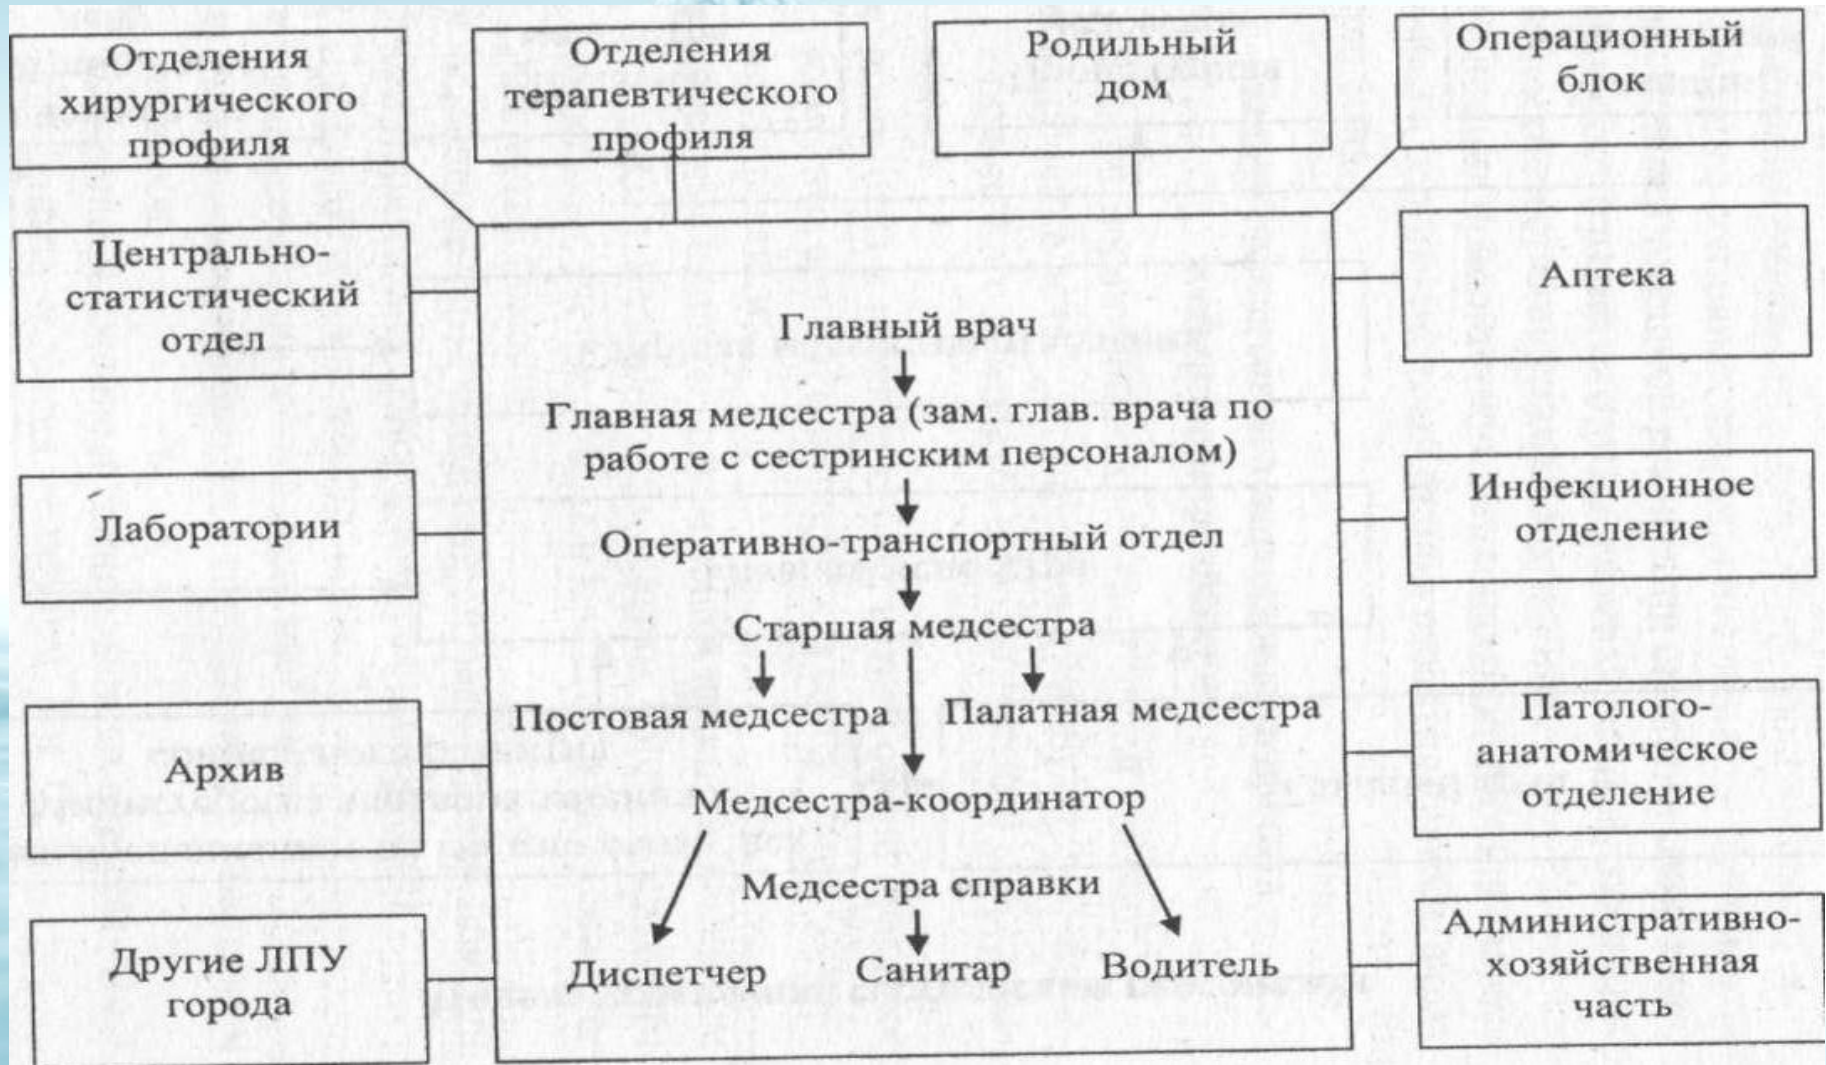 Отделения
хирургического
профиля
Отделения
терапевтического
профиля
Родильный
дом
Операционный
блок
Центрально-
статистический
отдел
Аптека
Главный врач
Главная медсестра (зам. глав. врача по
работе с сестринским персоналом)
Лаборатории
Инфекционное
отделение
Оперативно-транспортный отдел
Старшая медсестра
Постовая медсестра
Палатная медсестра
Архив
Патолого-
анатомическое
отделение
Медсестра-координатор
Медсестра справки
Другие ЛПУ
города
Диспетчер
Санитар
Водитель
Административно-
хозяйственная
часть